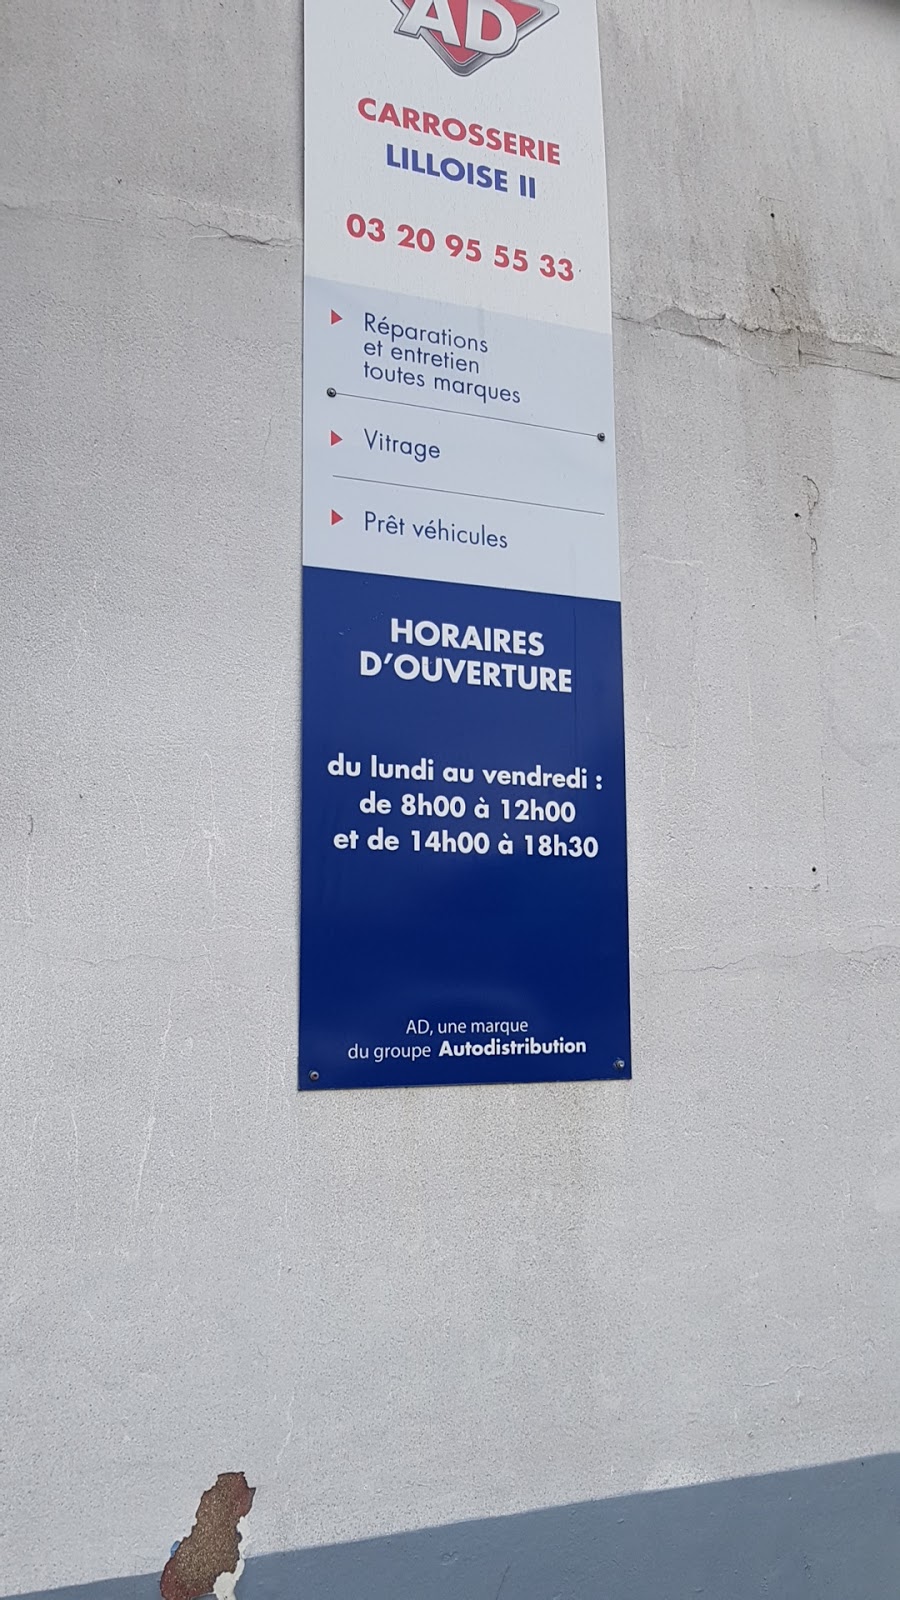 AD
CARROSSERIE
LILLOISE II
03 20 95 55 33
Réparations
et entretien
toutes marques
Vitrage
Prêt véhicules
HORAIRES
D'OUVERTURE
du lundi au vendredi :
de 8h00 à 12h00
et de 14h00 à 18h30
AD, une marque
du groupe Autodistribution